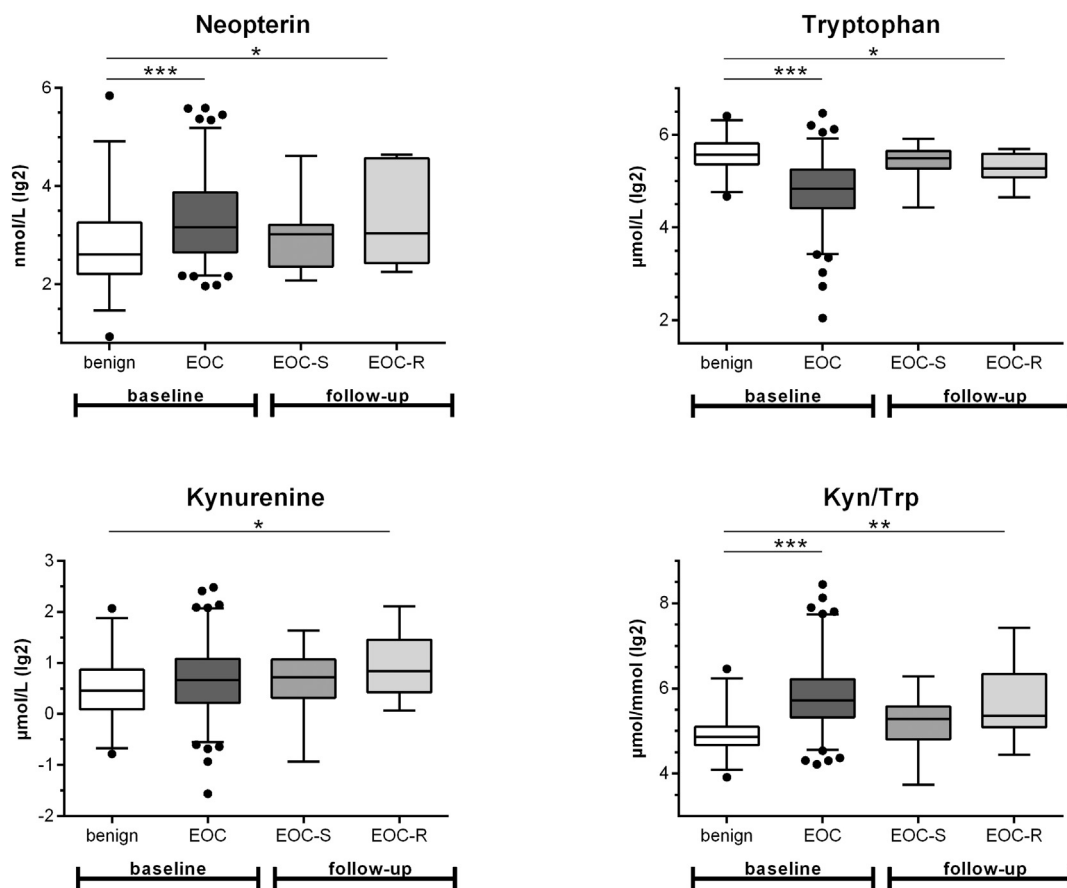 Neopterin
*
***
nmol/L (lg2)
6
4
2
benign EOC EOC-S EOC-R
baseline follow-up
Tryptophan
*
***
µmol/L (lg2)
6
4
2
benign EOC EOC-S EOC-R
baseline follow-up
Kynurenine
*
µmol/L (lg2)
3
2
1
0
-1
-2
benign EOC EOC-S EOC-R
baseline follow-up
Kyn/Trp
**
***
µmol/mmol (lg2)
8
6
4
benign EOC EOC-S EOC-R
baseline follow-up